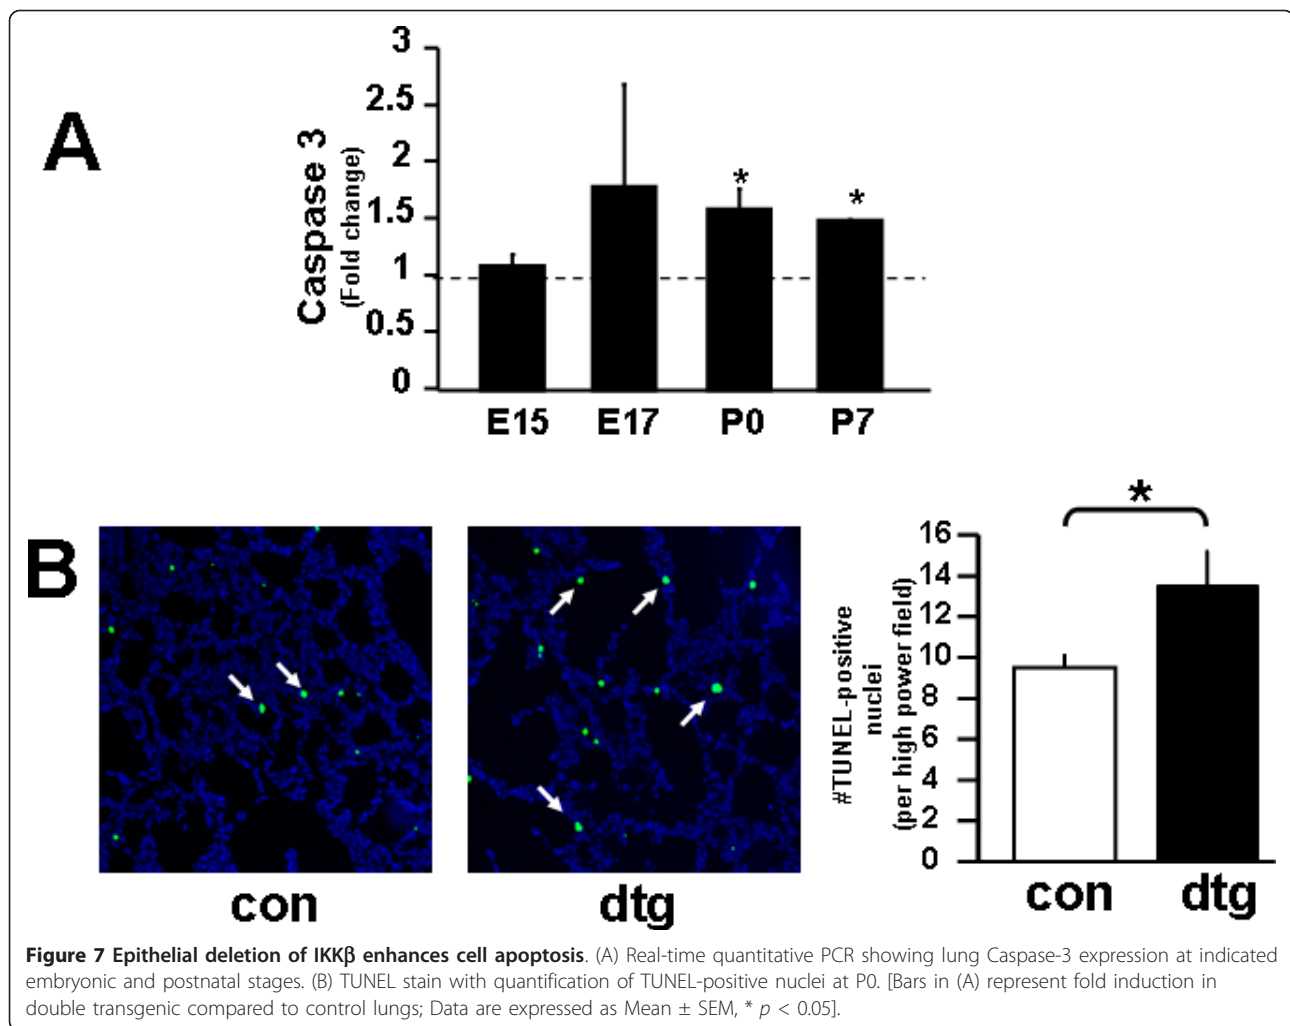 A
Caspase 3
(Fold change)
3
2.5
2
1.5
1
0.5
0
*
*
E15
E17
P0
P7
B
con
dtg
#TUNEL-positive
nuclei
(per high power field)
16
14
12
10
8
6
4
2
0
*
con
dtg
Figure 7 Epithelial deletion of IKKβ enhances cell apoptosis. (A) Real-time quantitative PCR showing lung Caspase-3 expression at indicated
embryonic and postnatal stages. (B) TUNEL stain with quantification of TUNEL-positive nuclei at P0. [Bars in (A) represent fold induction in
double transgenic compared to control lungs; Data are expressed as Mean ± SEM, * p < 0.05].